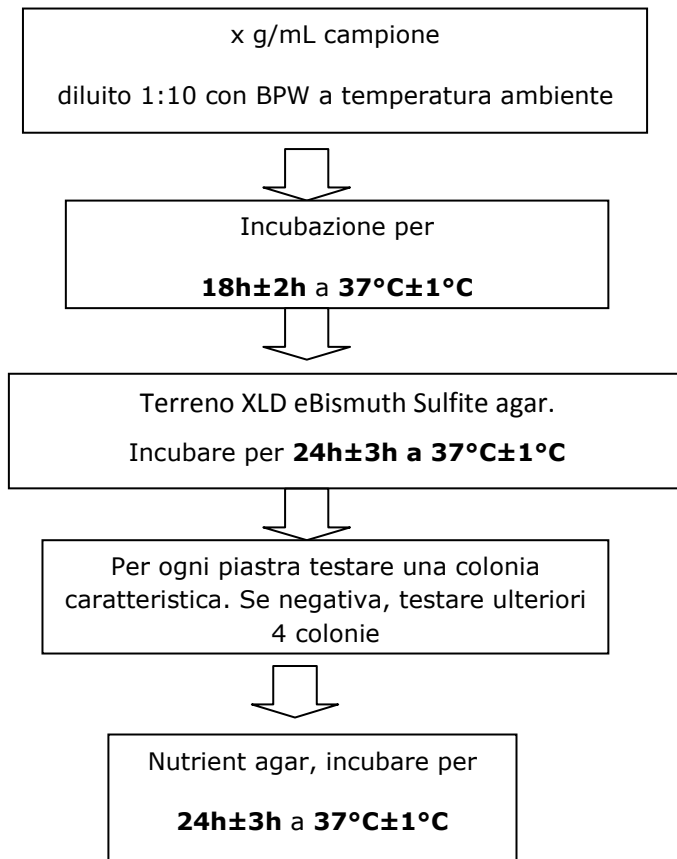 x g/mL campione
diluito 1:10 con BPW a temperatura ambiente
Incubazione per
18h±2h a 37°C±1°C
Terreno XLD eBismuth Sulfite agar.
Incubare per 24h±3h a 37°C±1°C
Per ogni piastra testare una colonia
caratteristica. Se negativa, testare ulteriori
4 colonie
Nutrient agar, incubare per
24h±3h a 37°C±1°C